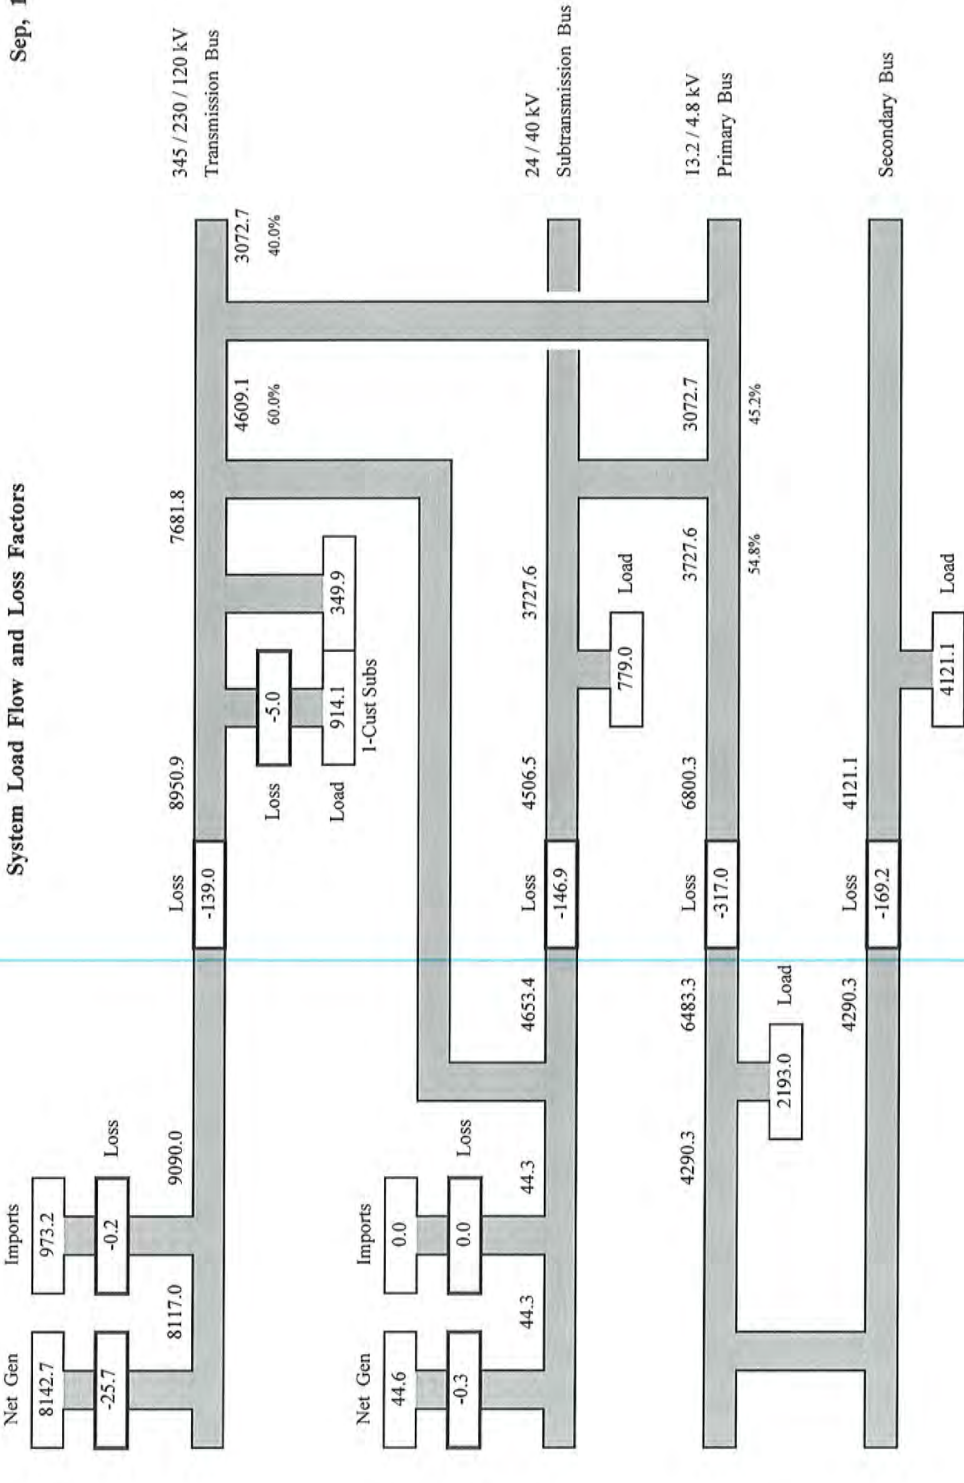 System Load Flow and Loss Factors
Sep, 1
Net Gen
Imports
8142.7
973.2
-25.7
-0.2
Loss
345 / 230 / 120 kV
Transmission Bus
8117.0
9090.0
Loss
-139.0
8950.9
7681.8
4609.1
60.0%
3072.7
40.0%
Loss
-5.0
Load
914.1
349.9
1-Cust Subs
Net Gen
Imports
44.6
0.0
-0.3
0.0
Loss
44.3
44.3
4653.4
Loss
-146.9
4506.5
3727.6
24 / 40 kV
Subtransmission Bus
779.0
Load
4290.3
6483.3
Loss
-317.0
6800.3
3727.6
54.8%
3072.7
45.2%
13.2 / 4.8 kV
Primary Bus
2193.0
Load
4290.3
Loss
-169.2
4121.1
Secondary Bus
4121.1
Load